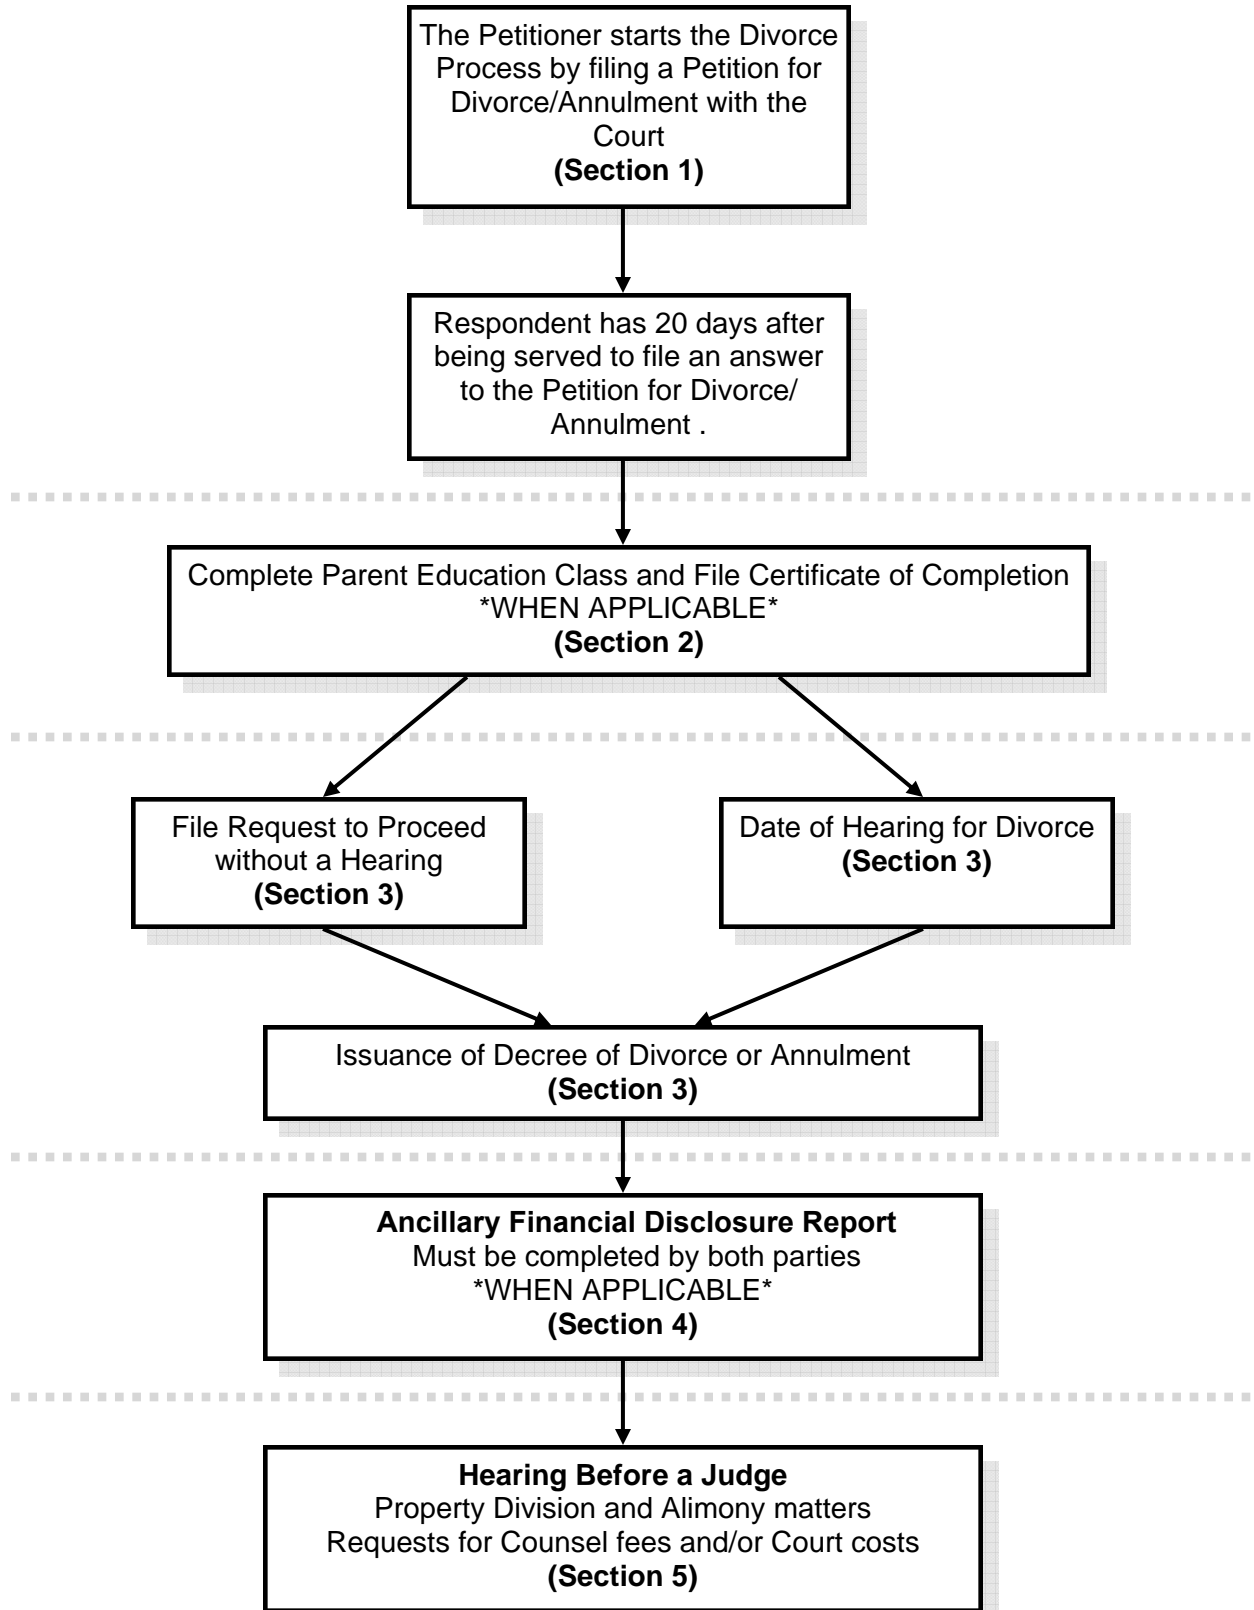 The Petitioner starts the Divorce
Process by filing a Petition for
Divorce/Annulment with the
Court
(Section 1)
Respondent has 20 days after
being served to file an answer
to the Petition for Divorce/
Annulment .
Complete Parent Education Class and File Certificate of Completion
*WHEN APPLICABLE*
(Section 2)
File Request to Proceed
without a Hearing
(Section 3)
Date of Hearing for Divorce
(Section 3)
Issuance of Decree of Divorce or Annulment
(Section 3)
Ancillary Financial Disclosure Report
Must be completed by both parties
*WHEN APPLICABLE*
(Section 4)
Hearing Before a Judge
Property Division and Alimony matters
Requests for Counsel fees and/or Court costs
(Section 5)